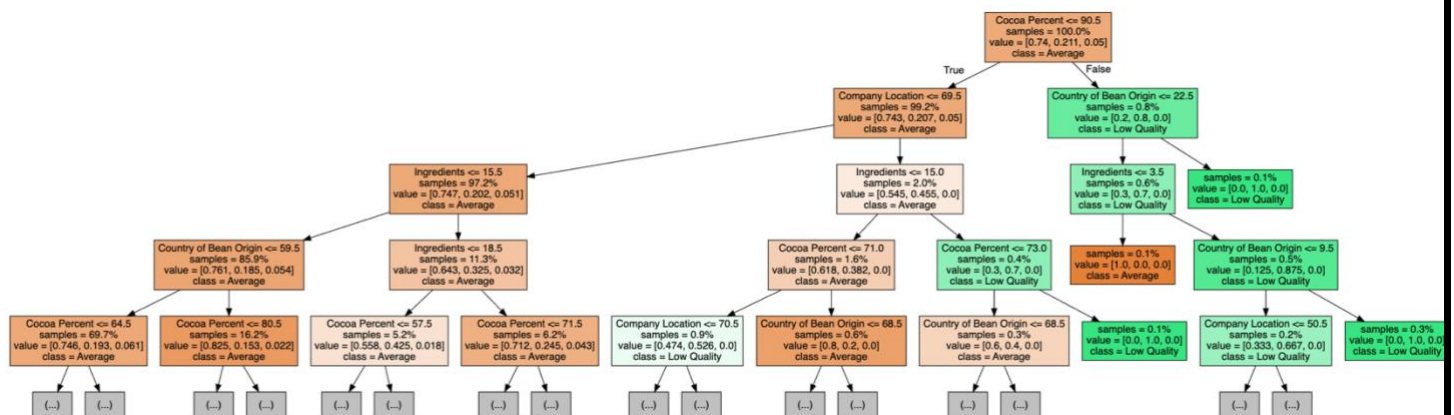 Cocoa Percent <= 90.5
samples = 100.0%
value = [0.74, 0.211, 0.05]
class = Average
True
False
Company Location <= 69.5
samples = 99.2%
value = [0.743, 0.207, 0.05]
class = Average
Country of Bean Origin <= 22.5
samples = 0.8%
value = [0.2, 0.8, 0.0]
class = Low Quality
Ingredients <= 15.5
samples = 97.2%
value = [0.747, 0.202, 0.051]
class = Average
Ingredients <= 15.0
samples = 2.0%
value = [0.545, 0.455, 0.0]
class = Average
Ingredients <= 3.5
samples = 0.6%
value = [0.3, 0.7, 0.0]
class = Low Quality
samples = 0.1%
value = [0.0, 1.0, 0.0]
class = Low Quality
Country of Bean Origin <= 59.5
samples = 85.9%
value = [0.761, 0.185, 0.054]
class = Average
Ingredients <= 18.5
samples = 11.3%
value = [0.643, 0.325, 0.032]
class = Average
Cocoa Percent <= 71.0
samples = 1.6%
value = [0.618, 0.382, 0.0]
class = Average
Cocoa Percent <= 73.0
samples = 0.4%
value = [0.3, 0.7, 0.0]
class = Low Quality
samples = 0.1%
value = [1.0, 0.0, 0.0]
class = Average
Country of Bean Origin <= 9.5
samples = 0.5%
value = [0.125, 0.875, 0.0]
class = Low Quality
Cocoa Percent <= 64.5
samples = 69.7%
value = [0.746, 0.193, 0.061]
class = Average
Cocoa Percent <= 80.5
samples = 16.2%
value = [0.825, 0.153, 0.022]
class = Average
Cocoa Percent <= 57.5
samples = 5.2%
value = [0.558, 0.425, 0.018]
class = Average
Cocoa Percent <= 71.5
samples = 6.2%
value = [0.712, 0.245, 0.043]
class = Average
Company Location <= 70.5
samples = 0.9%
value = [0.474, 0.526, 0.0]
class = Low Quality
Country of Bean Origin <= 68.5
samples = 0.6%
value = [0.8, 0.2, 0.0]
class = Average
Country of Bean Origin <= 68.5
samples = 0.3%
value = [0.6, 0.4, 0.0]
class = Average
samples = 0.1%
value = [0.0, 1.0, 0.0]
class = Low Quality
Company Location <= 50.5
samples = 0.2%
value = [0.333, 0.667, 0.0]
class = Low Quality
samples = 0.3%
value = [0.0, 1.0, 0.0]
class = Low Quality
(...) (...) (...) (...) (...) (...) (...) (...) (...) (...) (...) (...) (...) (...) (...) (...)